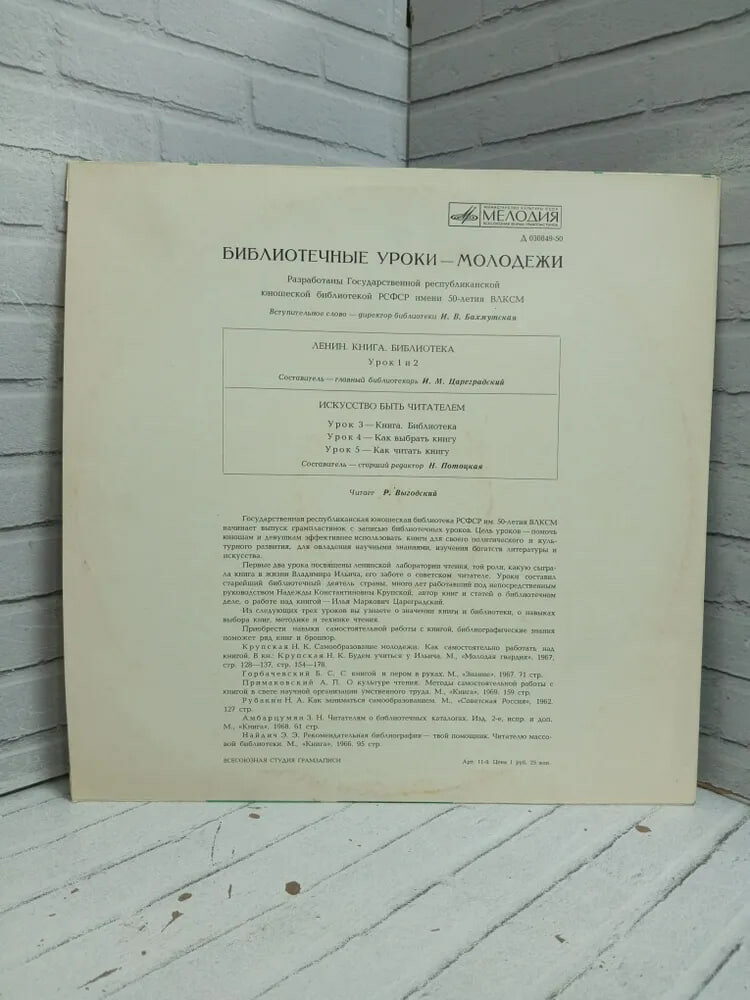 МИНИСТЕРСТВО КУЛЬТУРЫ СССР
МЕЛОДИЯ
ВСЕСОЮЗНАЯ ФИРМА ГРАМПЛАСТИНОК
Д 030849-50
БИБЛИОТЕЧНЫЕ УРОКИ — МОЛОДЕЖИ
Разработаны Государственной республиканской
юношеской библиотекой РСФСР имени 50-летия ВЛКСМ
Вступительное слово — директор библиотеки И. В. Бахмутская
ЛЕНИН. КНИГА. БИБЛИОТЕКА
Урок 1 и 2
Составитель — главный библиотекарь И. М. Цареградский
ИСКУССТВО БЫТЬ ЧИТАТЕЛЕМ
Урок 3 — Книга. Библиотека
Урок 4 — Как выбрать книгу
Урок 5 — Как читать книгу
Составитель — старший редактор Н. Потоцкая
Читает Р. Выгодский
Государственная республиканская юношеская библиотека РСФСР им. 50-летия ВЛКСМ
начинает выпуск грампластинок с записью библиотечных уроков. Цель уроков — помочь
юношам и девушкам эффективнее использовать книги для своего политического и куль-
турного развития, для овладения научными знаниями, изучения богатств литературы и
искусства.
Первые два урока посвящены ленинской лаборатории чтения, той роли, какую сыгра-
ла книга в жизни Владимира Ильича, его заботе о советском читателе. Уроки составил
старейший библиотечный деятель страны, много лет работавший под непосредственным
руководством Надежды Константиновны Крупской, автор книг и статей о библиотечном
деле, о работе над книгой — Илья Маркович Цареградский.
Из следующих трех уроков вы узнаете о значении книги и библиотеки, о навыках
выбора книг, методике и технике чтения.
Приобрести навыки самостоятельной работы с книгой, библиографические знания
поможет ряд книг и брошюр.
Крупская Н. К. Самообразование молодежи. Как самостоятельно работать над
книгой. В кн.: Крупская Н. К. Будем учиться у Ильича. М., «Молодая гвардия», 1967,
стр. 128—137, стр. 154—178.
Горбачевский Б. С. С книгой и пером в руках. М., «Знание», 1967. 71 стр.
Примаковский А. П. О культуре чтения. Методы самостоятельной работы с
книгой в свете научной организации умственного труда. М., «Книга», 1969. 159 стр.
Рубакин Н. А. Как заниматься самообразованием. М., «Советская Россия», 1962.
127 стр.
Амбарцумян З. Н. Читателям о библиотечных каталогах. Изд. 2-е, испр. и доп.
М., «Книга», 1968. 61 стр.
Найдич Э. Э. Рекомендательная библиография — твой помощник. Читателю массо-
вой библиотеки. М., «Книга», 1966. 95 стр.
ВСЕСОЮЗНАЯ СТУДИЯ ГРАМЗАПИСИ
Арт. 11-4. Цена 1 руб. 25 коп.